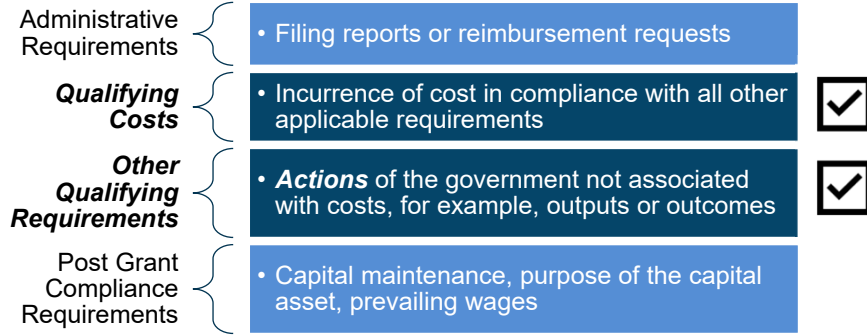 Administrative
Requirements
• Filing reports or reimbursement requests
Qualifying
Costs
• Incurrence of cost in compliance with all other
applicable requirements
Other
Qualifying
Requirements
• Actions of the government not associated
with costs, for example, outputs or outcomes
Post Grant
Compliance
Requirements
• Capital maintenance, purpose of the capital
asset, prevailing wages